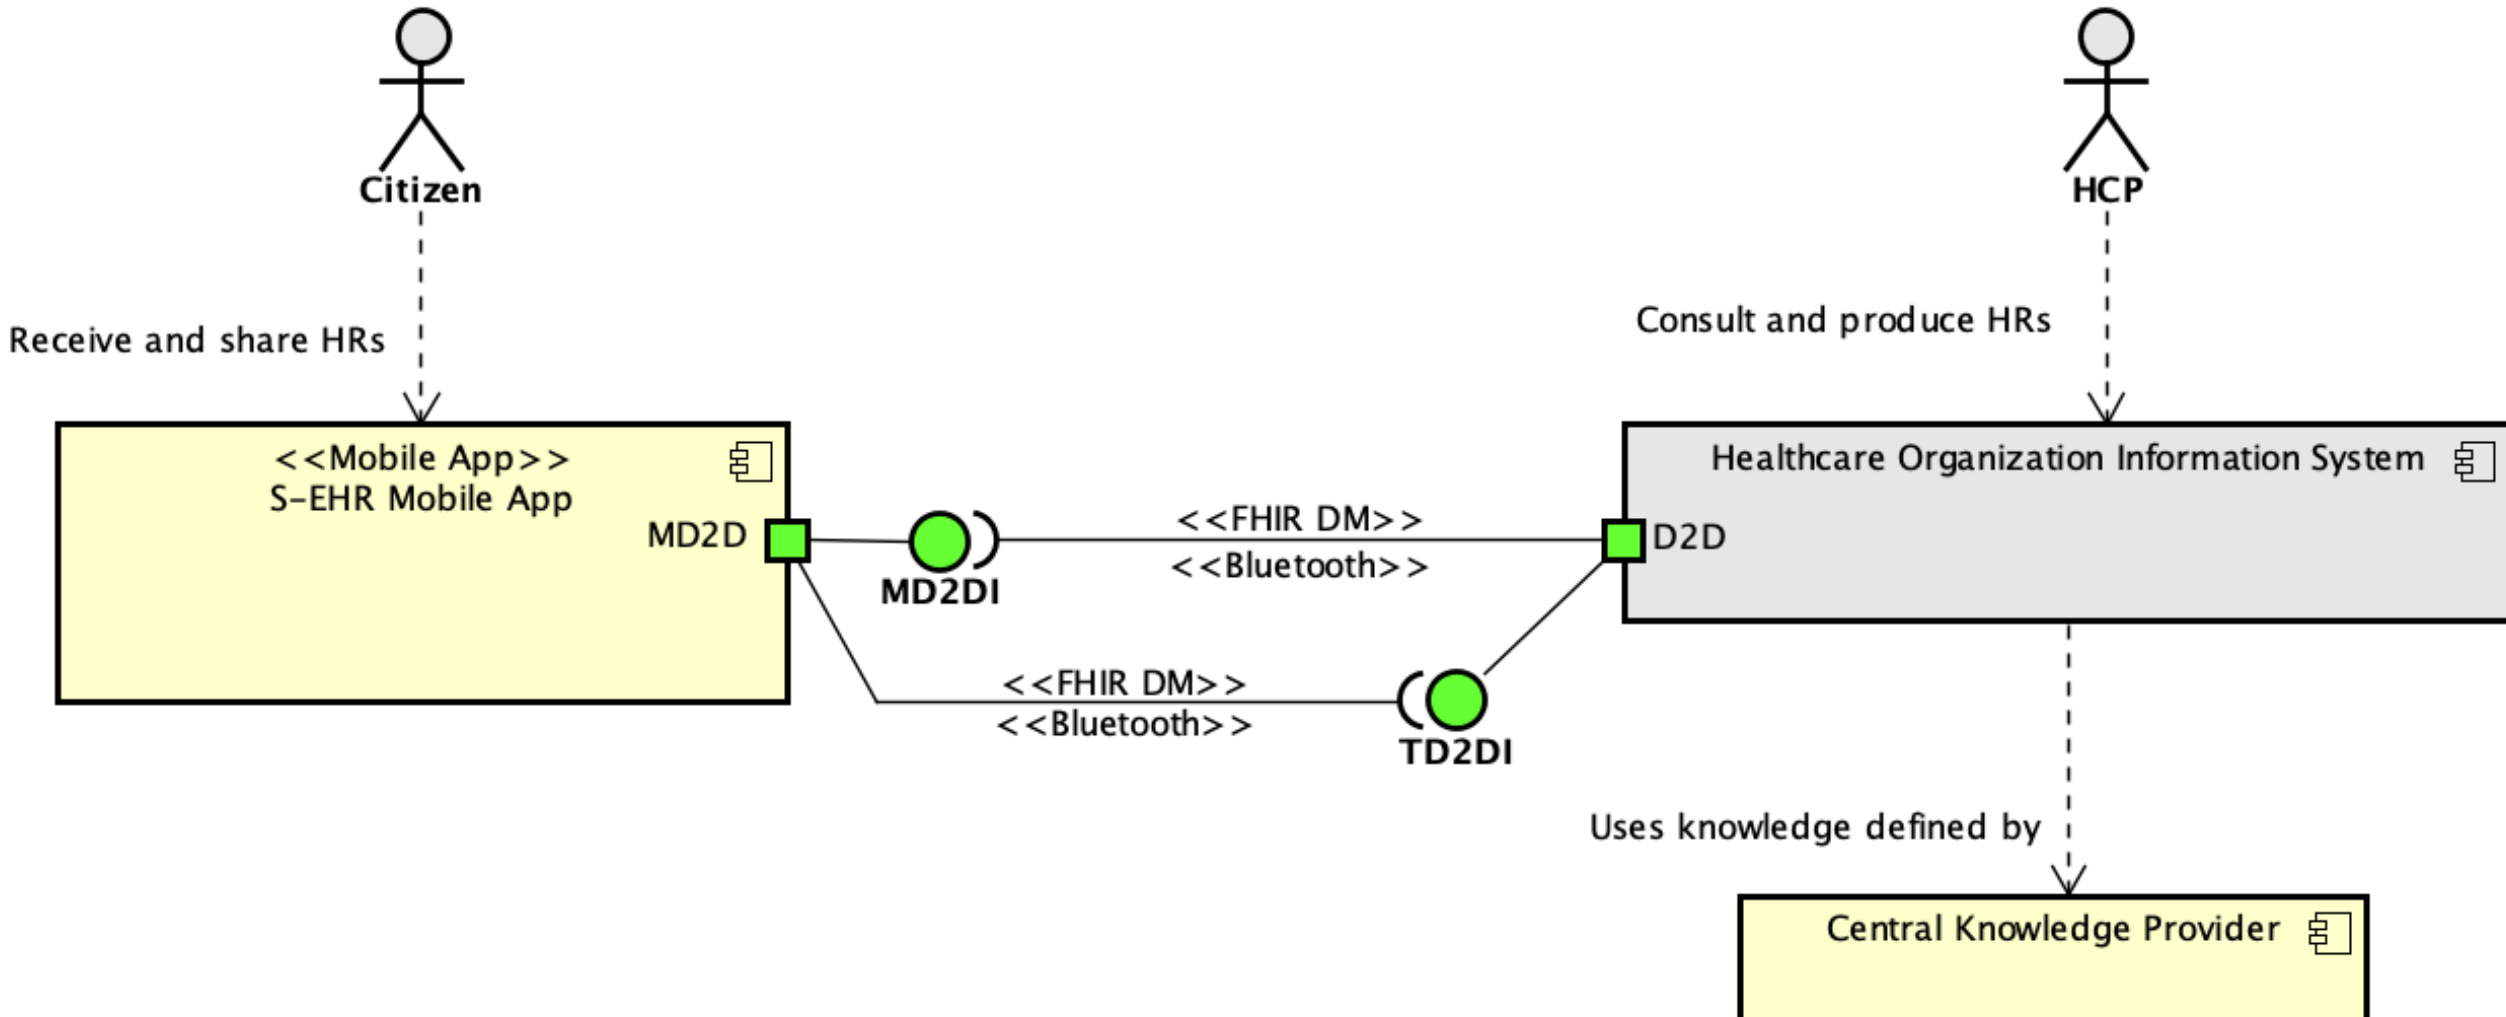 Citizen
HCP
Receive and share HRs
Consult and produce HRs
<<Mobile App>>
S-EHR Mobile App
MD2D
<<FHIR DM>>
<<Bluetooth>>
MD2DI
Healthcare Organization Information System
D2D
<<FHIR DM>>
<<Bluetooth>>
TD2DI
Uses knowledge defined by
Central Knowledge Provider